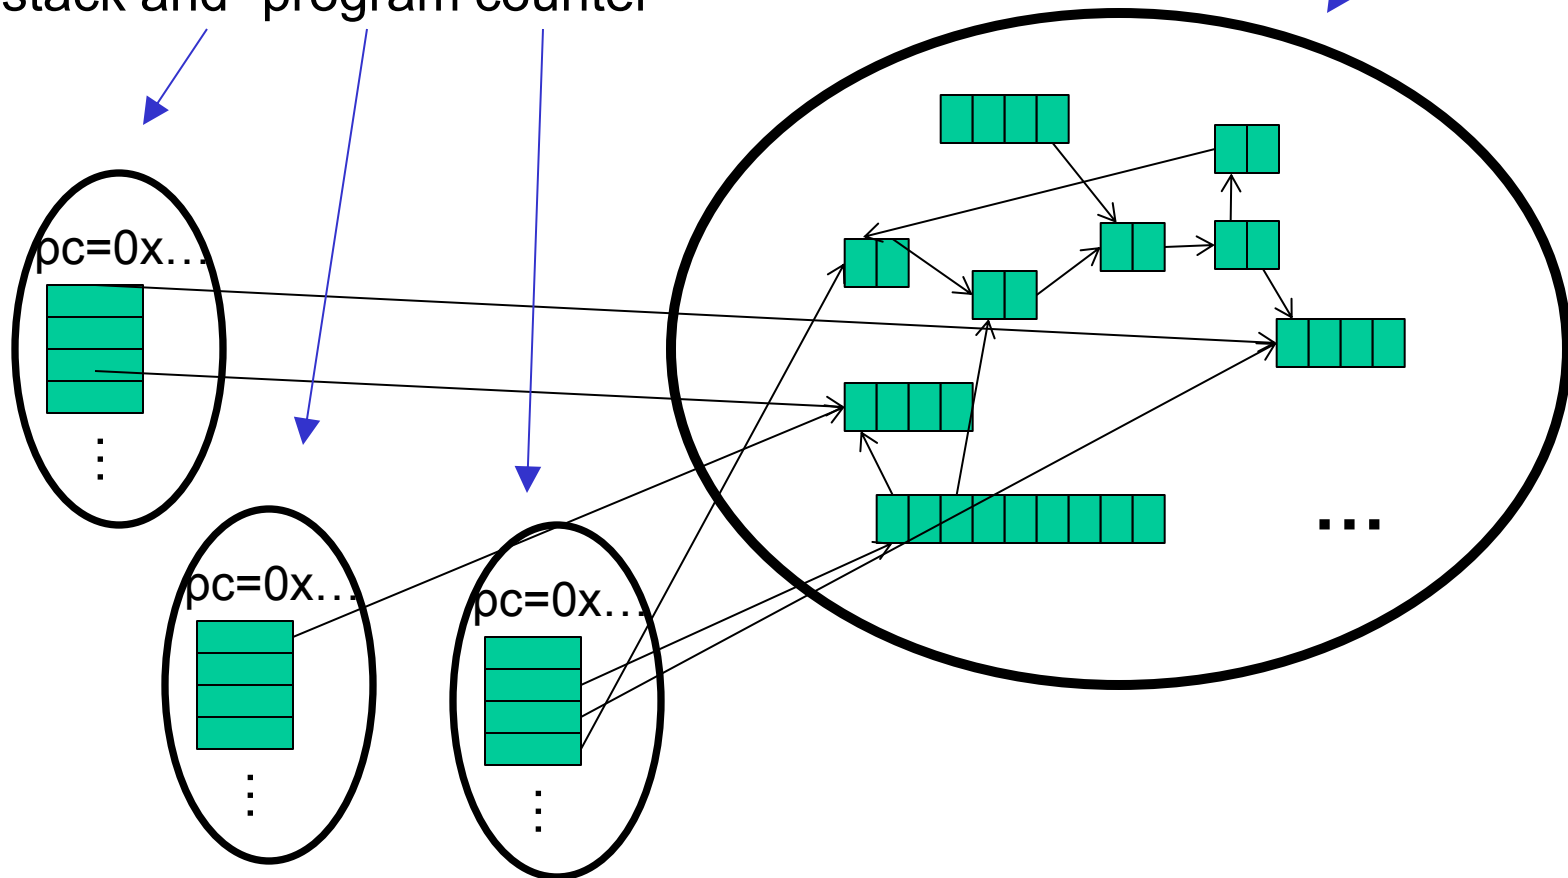 stack and "program counter"
pc=0x…
pc=0x…
pc=0x…
…